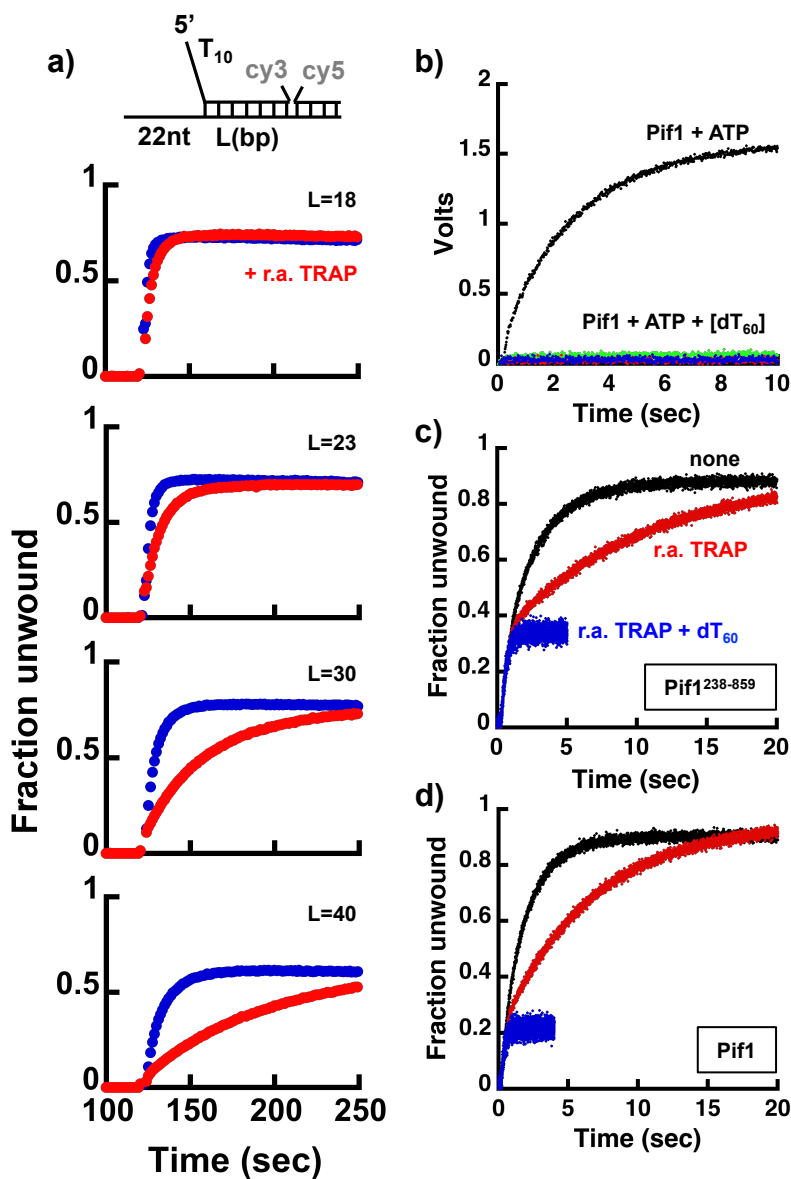 a)
5’
T10
cy3 cy5
22nt L(bp)
Fraction unwound
1
L=18
+ r.a. TRAP
0.5
0
1
L=23
0.5
0
1
L=30
0.5
0
1
L=40
0.5
0
100 150 200 250
Time (sec)
b)
Volts
2
1.5
1
0.5
0
Pif1 + ATP
Pif1 + ATP + [dT60]
0 2 4 6 8 10
Time (sec)
c)
Fraction unwound
1
0.8
0.6
0.4
0.2
0
none
r.a. TRAP
r.a. TRAP + dT60
Pif1238-859
0 5 10 15 20
Time (sec)
d)
Fraction unwound
1
0.8
0.6
0.4
0.2
0
Pif1
0 5 10 15 20
Time (sec)